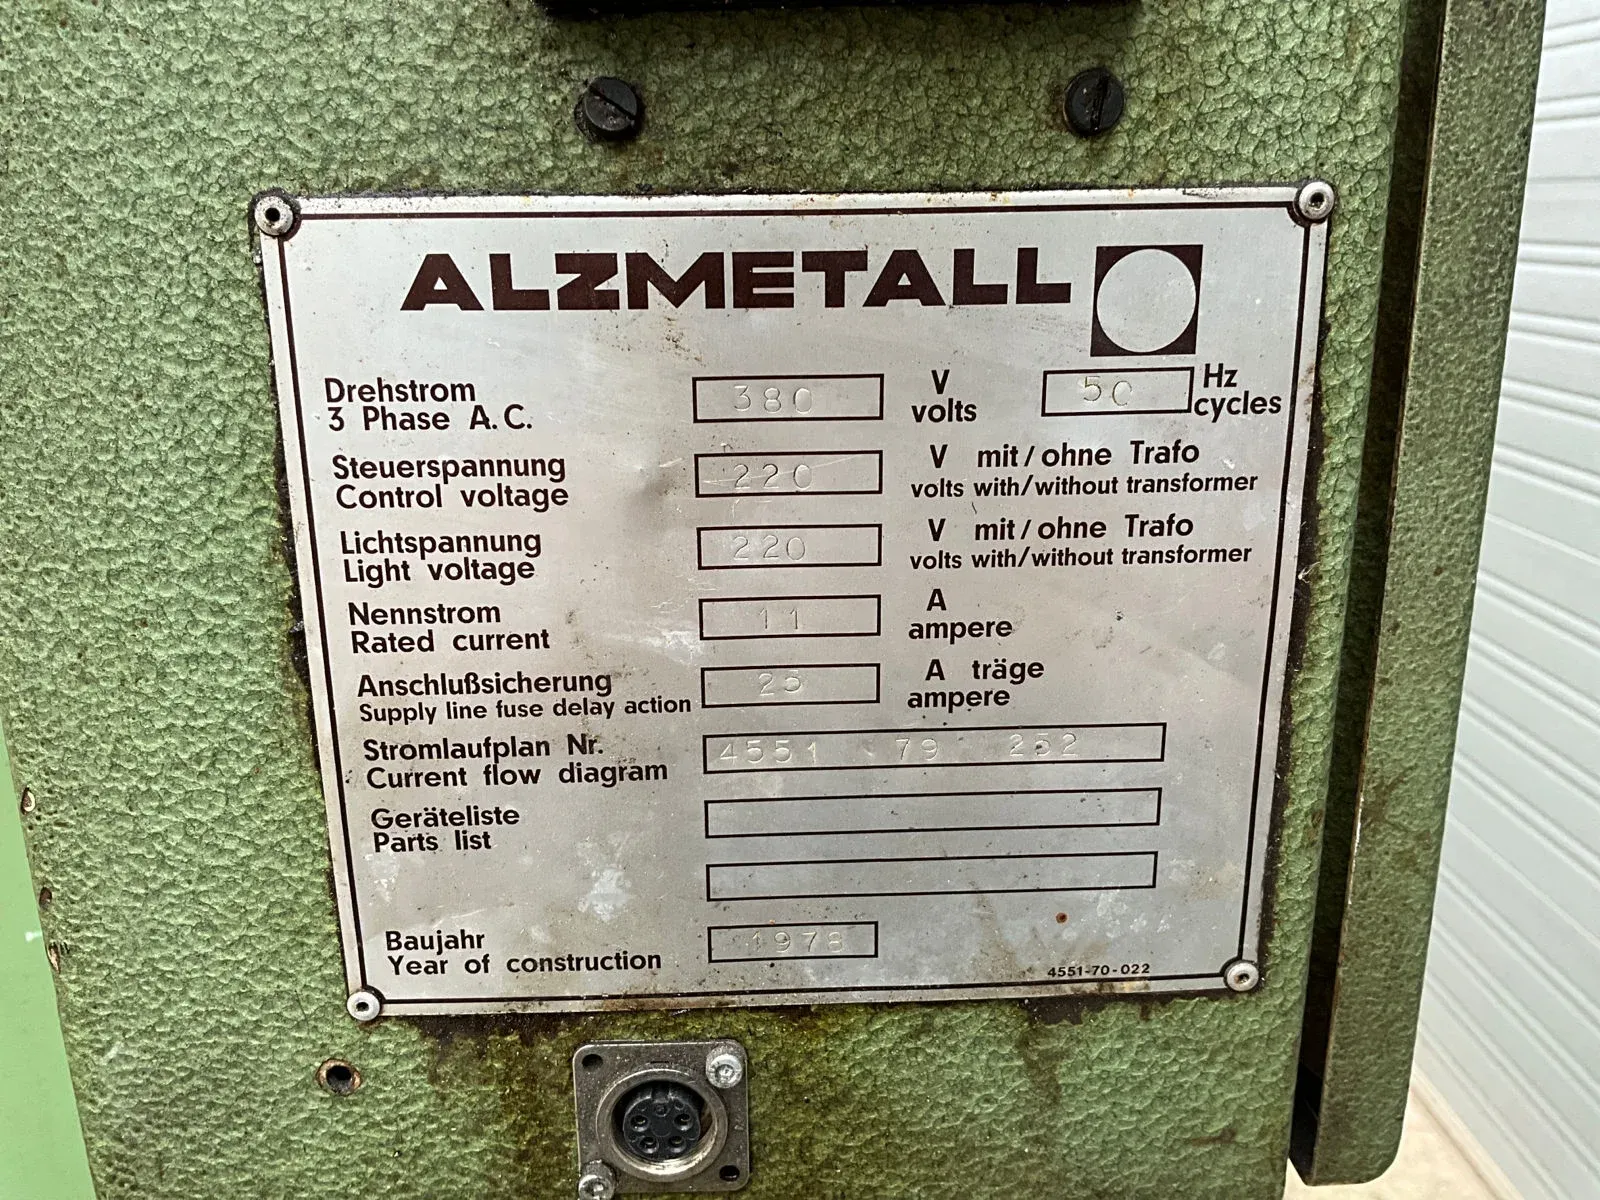 ALZMETALL
Drehstrom 380 V 50 Hz
3 Phase A.C. volts cycles
Steuerspannung 220 V mit/ohne Trafo
Control voltage volts with/without transformer
Lichtspannung 220 V mit/ohne Trafo
Light voltage volts with/without transformer
Nennstrom 11 A
Rated current ampere
Anschlußsicherung 25 A träge
Supply line fuse delay action ampere
Stromlaufplan Nr. 4551 79 252
Current flow diagram
Geräteliste
Parts list
Baujahr 1978
Year of construction
4551-70-022